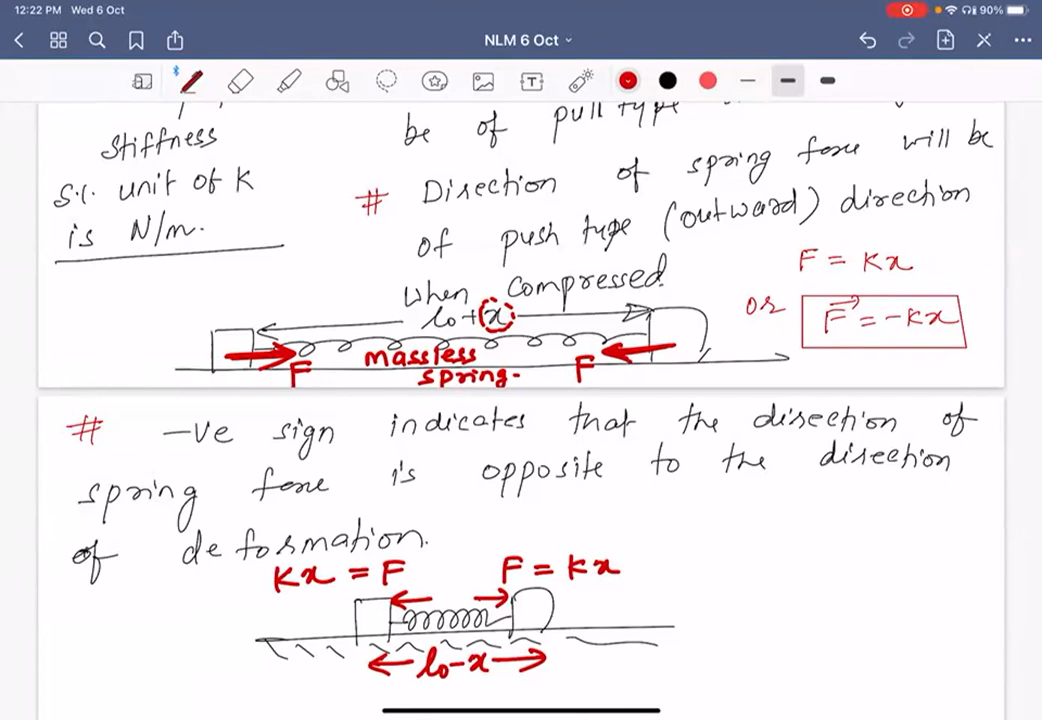 12:22 PM Wed 6 Oct
90%
NLM 6 Oct
stiffness
S.I. unit of K
is N/m.
be of pull type
# Direction of spring force will be
of push type (outward) direction
when compressed.
F = Kx
or F = -Kx
l0 + x
massless
spring.
F
F
# -ve sign indicates that the direction of
spring force is opposite to the direction
of deformation.
Kx = F
F = Kx
l0 - x